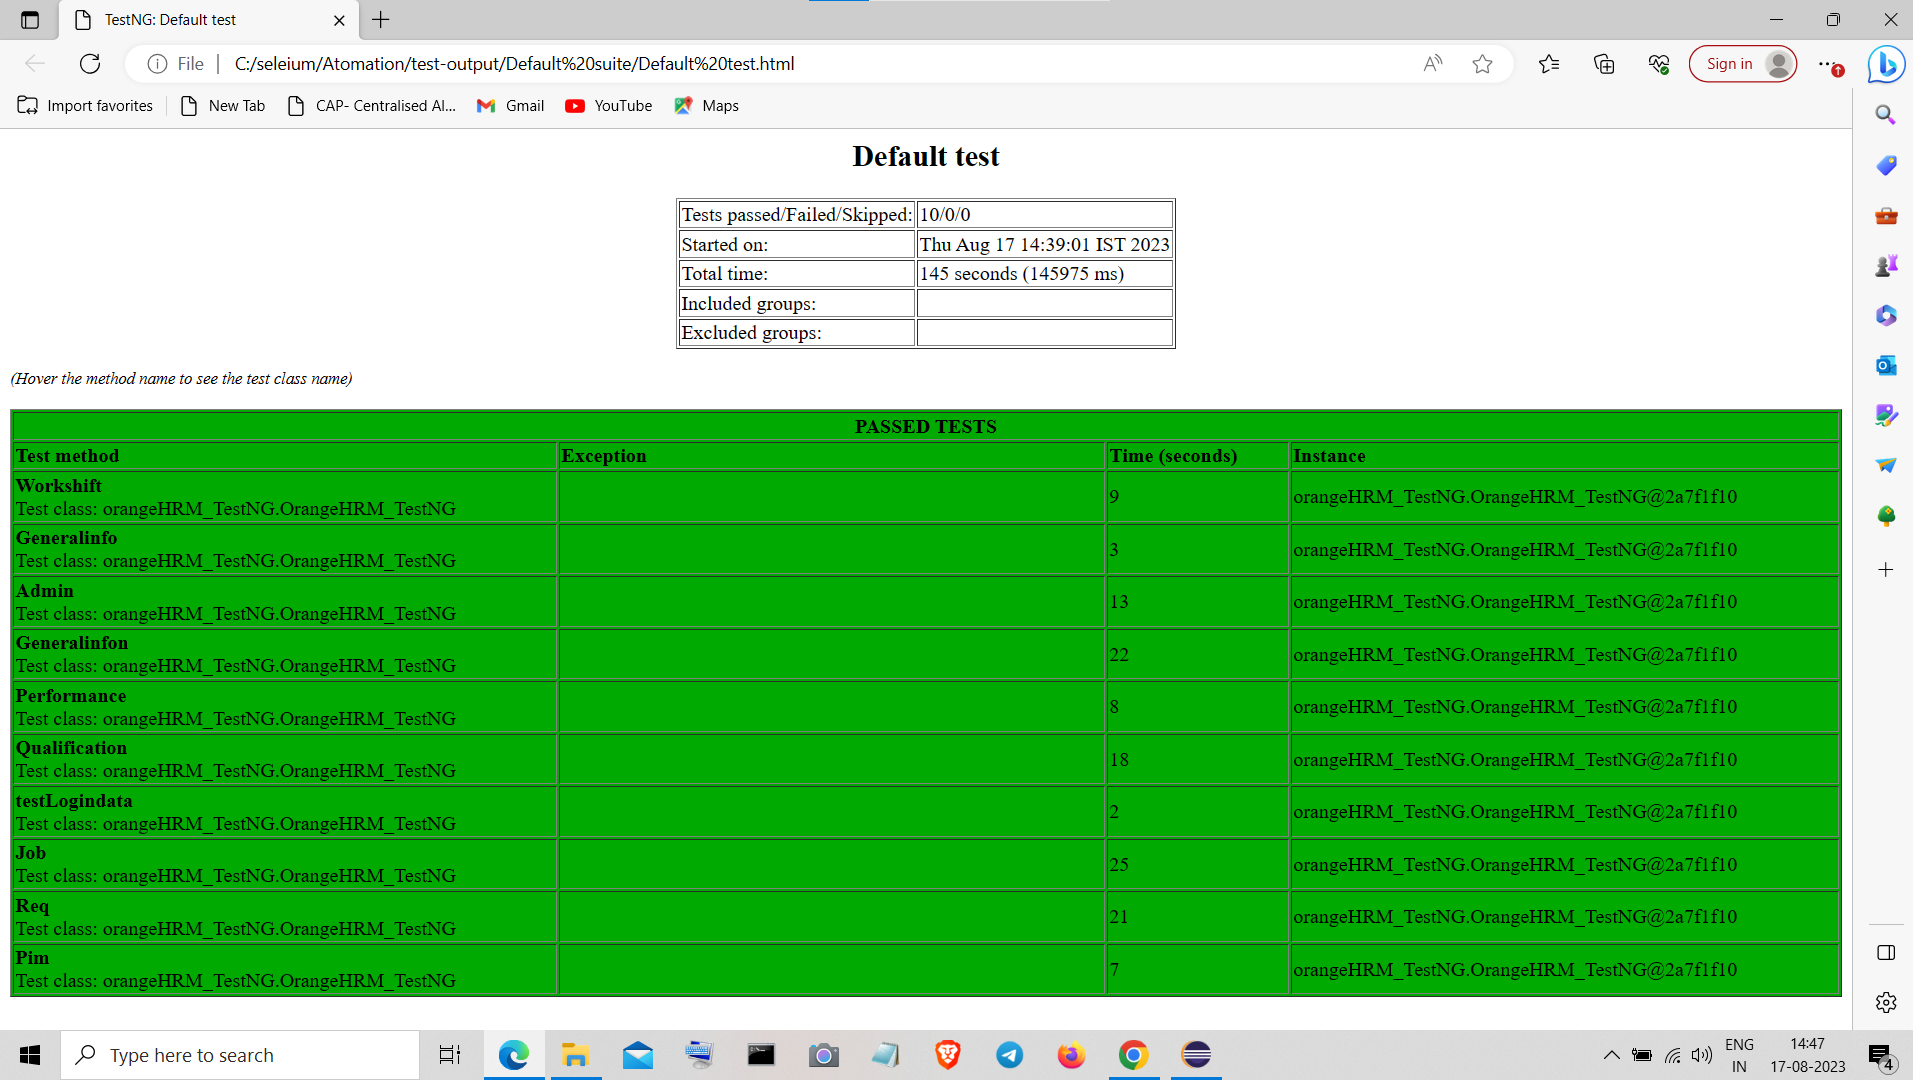 TestNG: Default test
File
C:/seleium/Atomation/test-output/Default%20suite/Default%20test.html
Sign in
Import favorites
New Tab
CAP- Centralised Al...
Gmail
YouTube
Maps
Default test
Tests passed/Failed/Skipped: 10/0/0
Started on: Thu Aug 17 14:39:01 IST 2023
Total time: 145 seconds (145975 ms)
Included groups:
Excluded groups:
(Hover the method name to see the test class name)
PASSED TESTS
Test method Exception Time (seconds) Instance
Workshift
Test class: orangeHRM_TestNG.OrangeHRM_TestNG 9 orangeHRM_TestNG.OrangeHRM_TestNG@2a7f1f10
Generalinfo
Test class: orangeHRM_TestNG.OrangeHRM_TestNG 3 orangeHRM_TestNG.OrangeHRM_TestNG@2a7f1f10
Admin
Test class: orangeHRM_TestNG.OrangeHRM_TestNG 13 orangeHRM_TestNG.OrangeHRM_TestNG@2a7f1f10
Generalinfon
Test class: orangeHRM_TestNG.OrangeHRM_TestNG 22 orangeHRM_TestNG.OrangeHRM_TestNG@2a7f1f10
Performance
Test class: orangeHRM_TestNG.OrangeHRM_TestNG 8 orangeHRM_TestNG.OrangeHRM_TestNG@2a7f1f10
Qualification
Test class: orangeHRM_TestNG.OrangeHRM_TestNG 18 orangeHRM_TestNG.OrangeHRM_TestNG@2a7f1f10
testLogindata
Test class: orangeHRM_TestNG.OrangeHRM_TestNG 2 orangeHRM_TestNG.OrangeHRM_TestNG@2a7f1f10
Job
Test class: orangeHRM_TestNG.OrangeHRM_TestNG 25 orangeHRM_TestNG.OrangeHRM_TestNG@2a7f1f10
Req
Test class: orangeHRM_TestNG.OrangeHRM_TestNG 21 orangeHRM_TestNG.OrangeHRM_TestNG@2a7f1f10
Pim
Test class: orangeHRM_TestNG.OrangeHRM_TestNG 7 orangeHRM_TestNG.OrangeHRM_TestNG@2a7f1f10
Type here to search
ENG
IN
14:47
17-08-2023
4